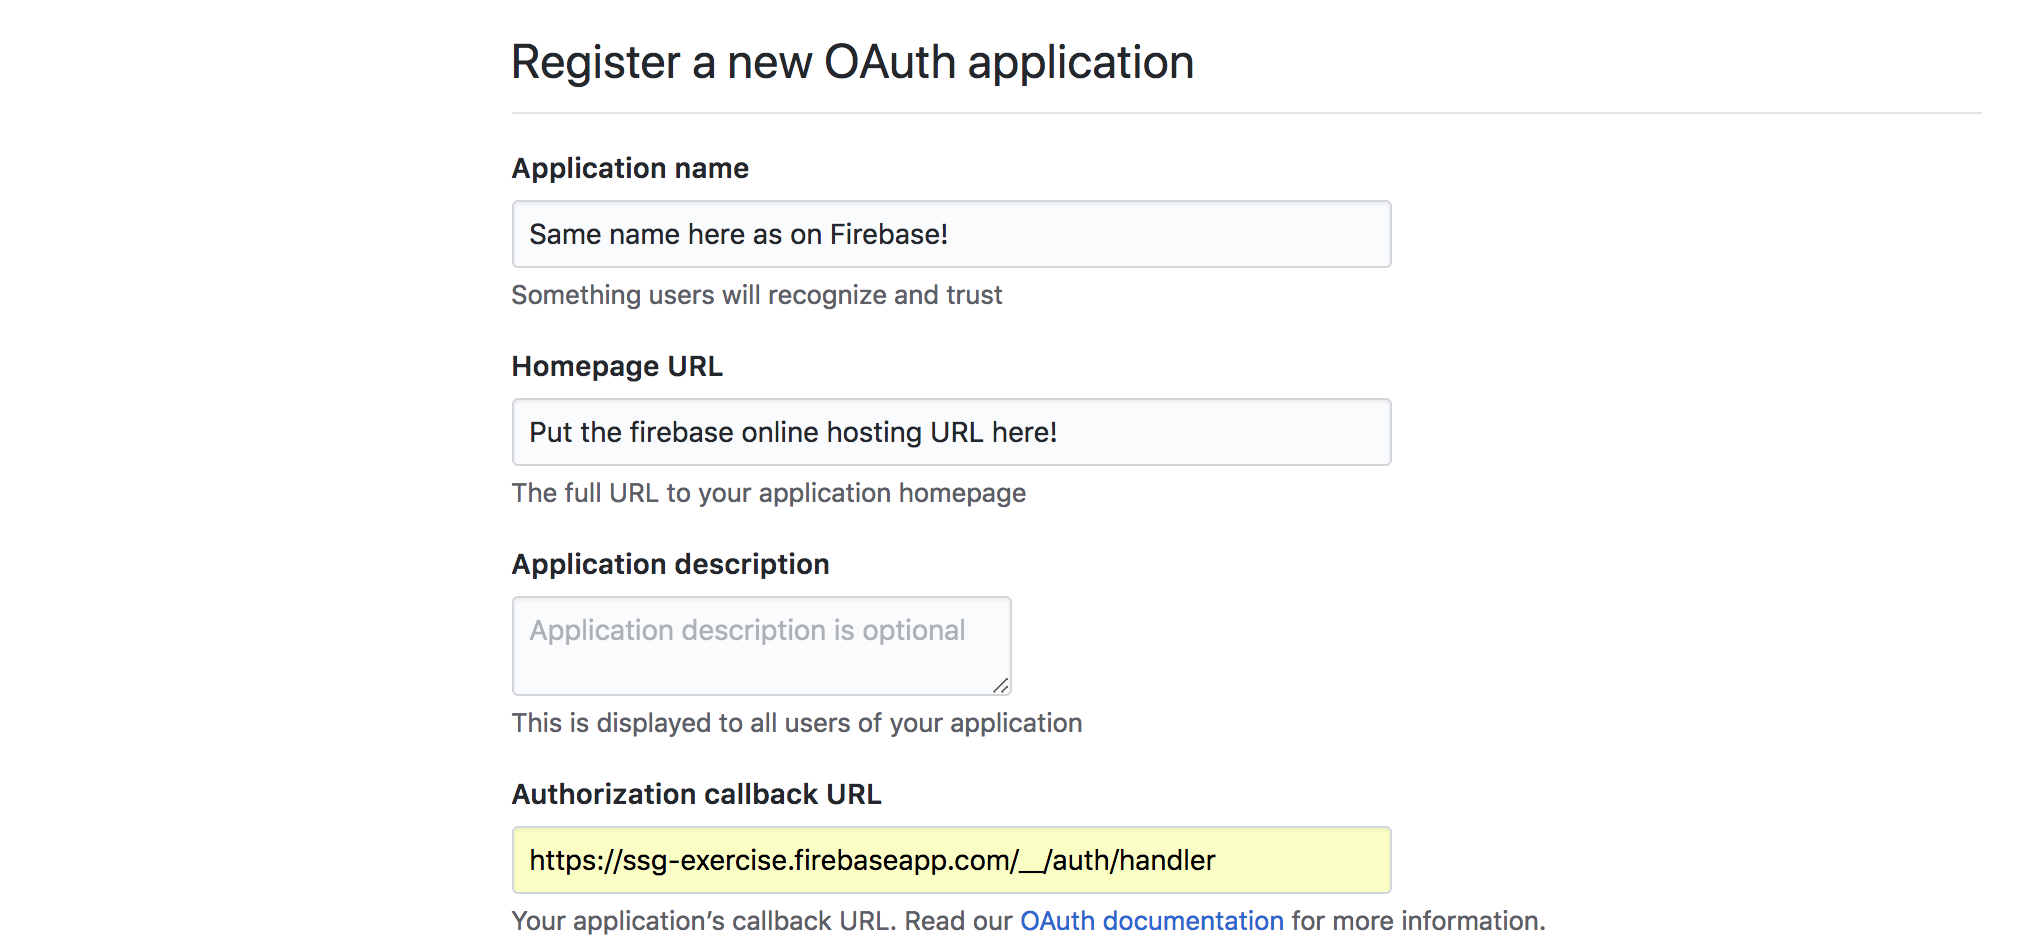 Register a new OAuth application
Application name
Same name here as on Firebase!
Something users will recognize and trust
Homepage URL
Put the firebase online hosting URL here!
The full URL to your application homepage
Application description
Application description is optional
This is displayed to all users of your application
Authorization callback URL
https://ssg-exercise.firebaseapp.com/__/auth/handler
Your application’s callback URL. Read our OAuth documentation for more information.